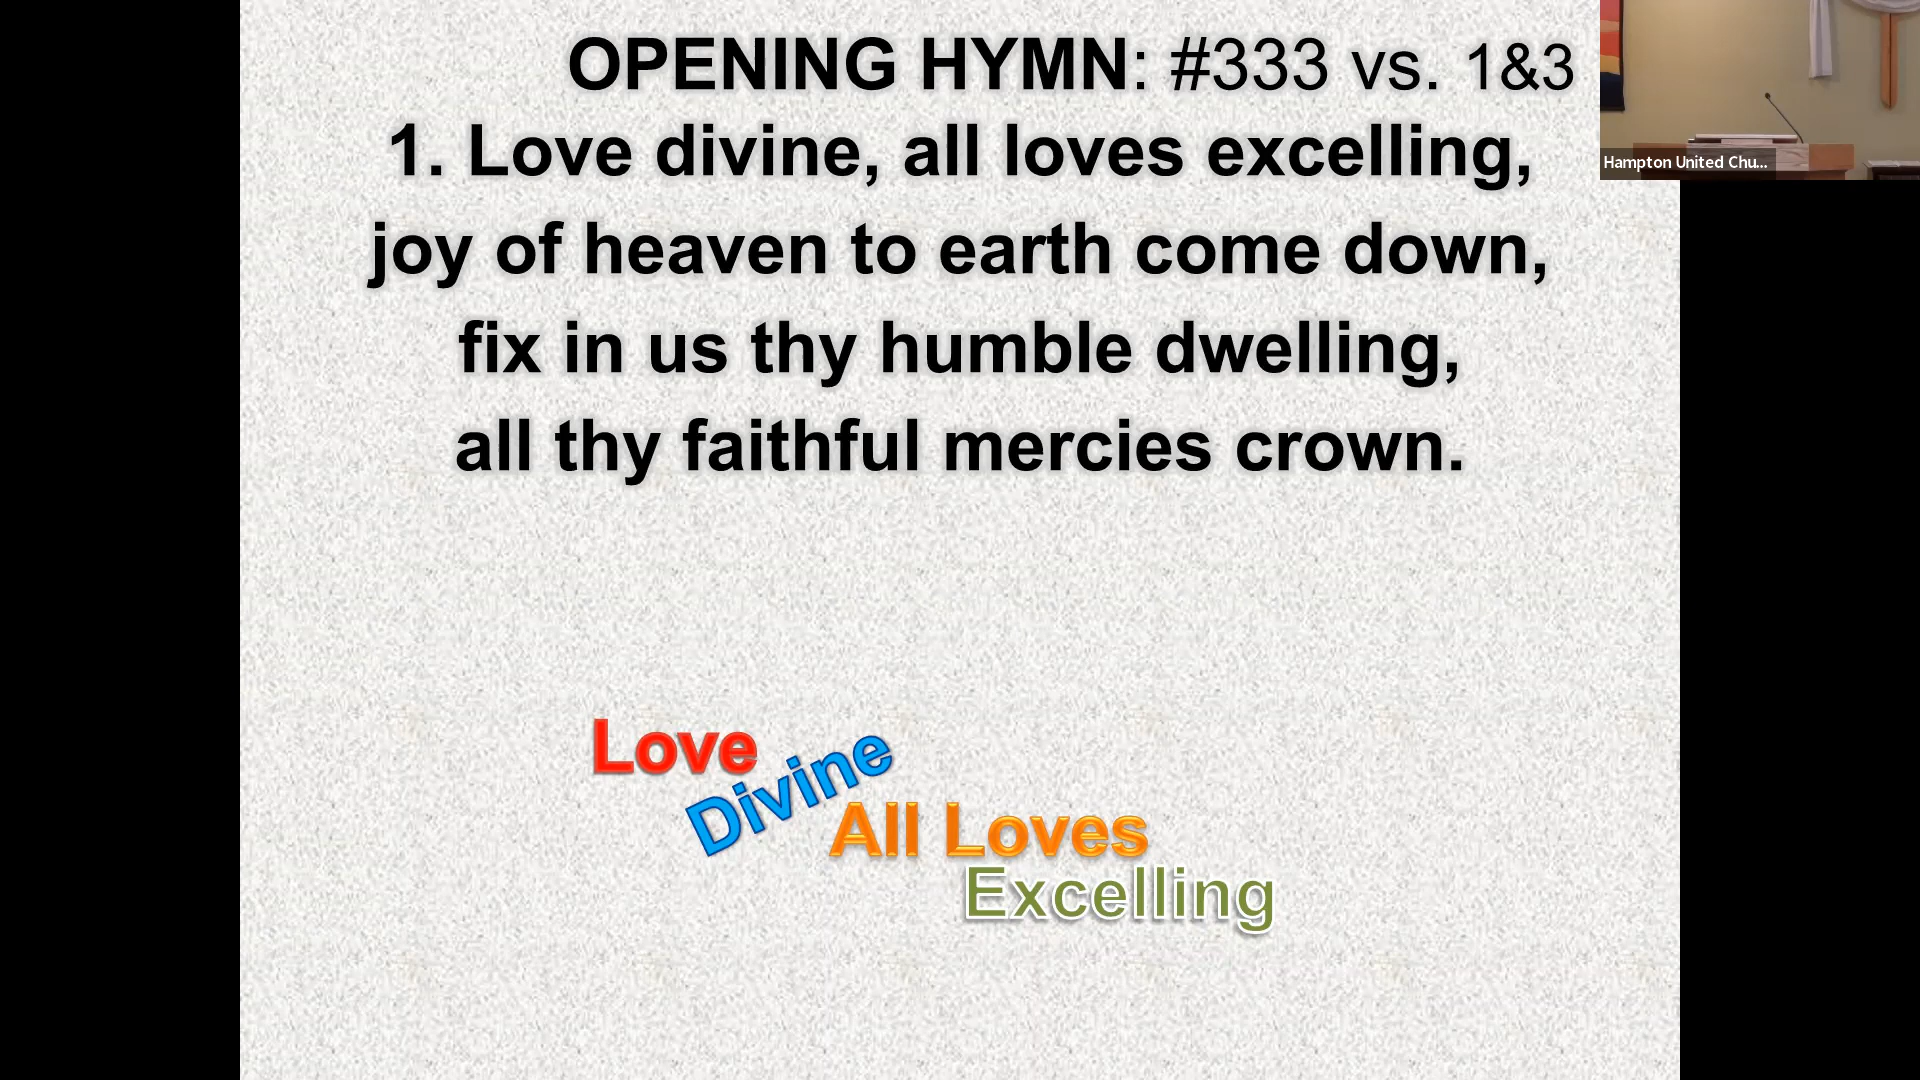 OPENING HYMN: #333 vs. 1&3
1. Love divine, all loves excelling,
joy of heaven to earth come down,
fix in us thy humble dwelling,
all thy faithful mercies crown.
Love
Divine
All Loves
Excelling
Hampton United Chu...